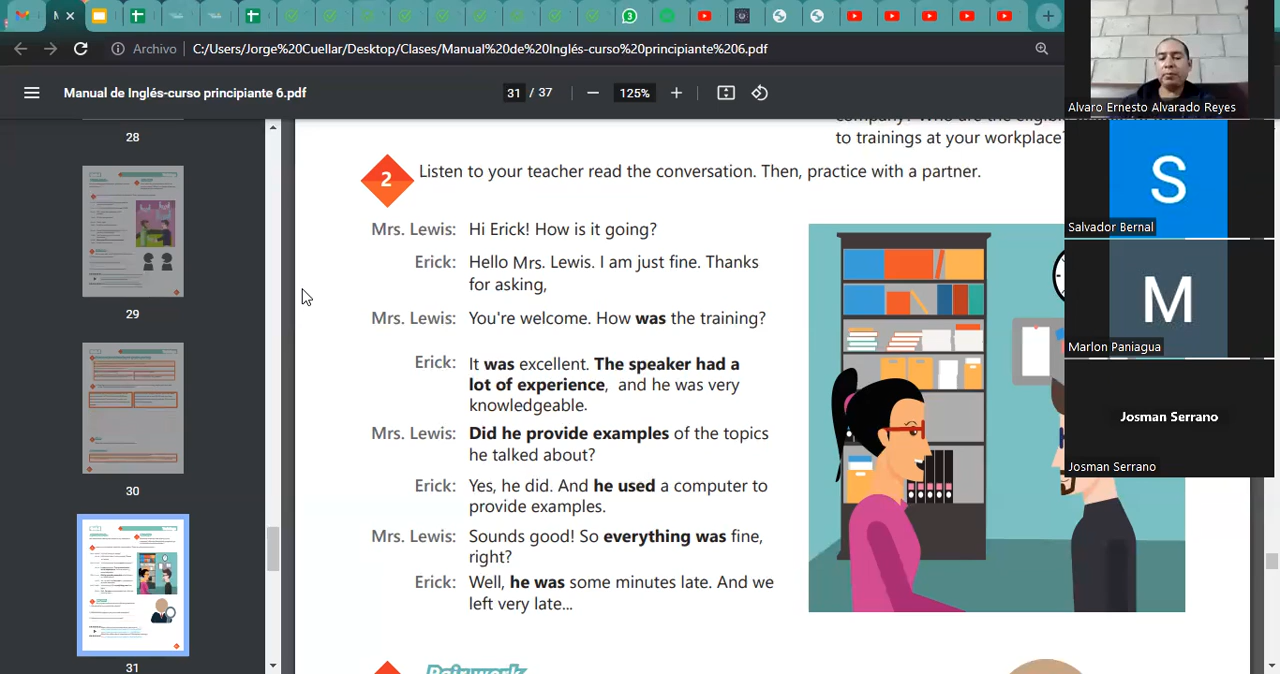 M
3
Archivo
C:/Users/Jorge%20Cuellar/Desktop/Clases/Manual%20de%20Inglés-curso%20principiante%206.pdf
Manual de Inglés-curso principiante 6.pdf
31 / 37
125%
28
29
30
31
to trainings at your workplace?
2
Listen to your teacher read the conversation. Then, practice with a partner.
Mrs. Lewis: Hi Erick! How is it going?
Erick: Hello Mrs. Lewis. I am just fine. Thanks
for asking,
Mrs. Lewis: You're welcome. How was the training?
Erick: It was excellent. The speaker had a
lot of experience, and he was very
knowledgeable.
Mrs. Lewis: Did he provide examples of the topics
he talked about?
Erick: Yes, he did. And he used a computer to
provide examples.
Mrs. Lewis: Sounds good! So everything was fine,
right?
Erick: Well, he was some minutes late. And we
left very late...
Pair work
Alvaro Ernesto Alvarado Reyes
S
Salvador Bernal
M
Marlon Paniagua
Josman Serrano
Josman Serrano